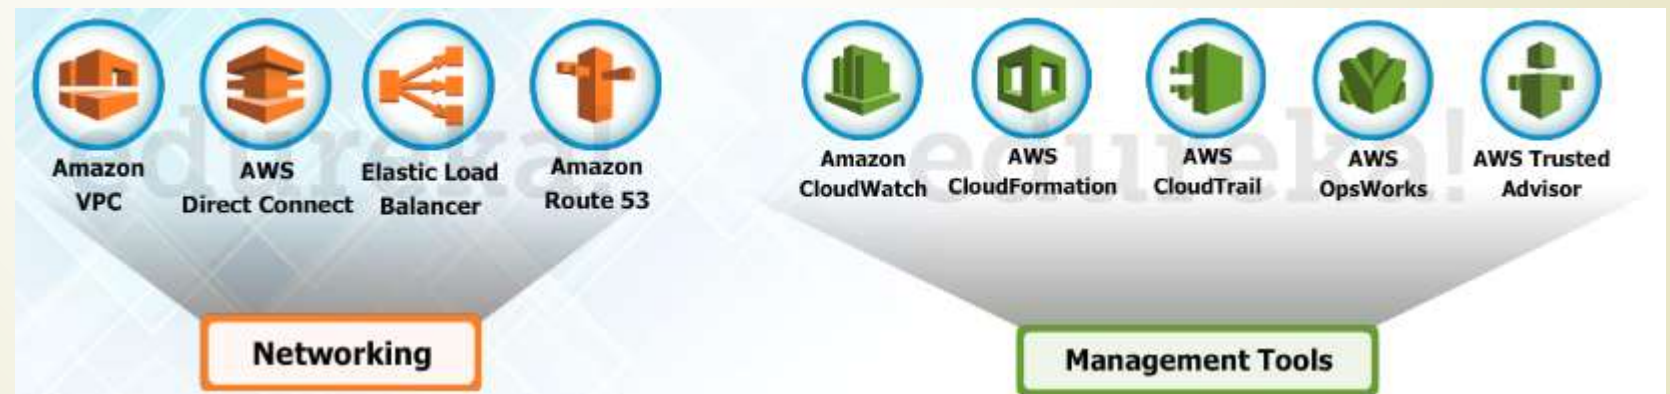 Amazon
VPC
AWS
Direct Connect
Elastic Load
Balancer
Amazon
Route 53
Networking
Amazon
CloudWatch
AWS
CloudFormation
AWS
CloudTrail
AWS
OpsWorks
AWS Trusted
Advisor
Management Tools
edureka!
edureka!